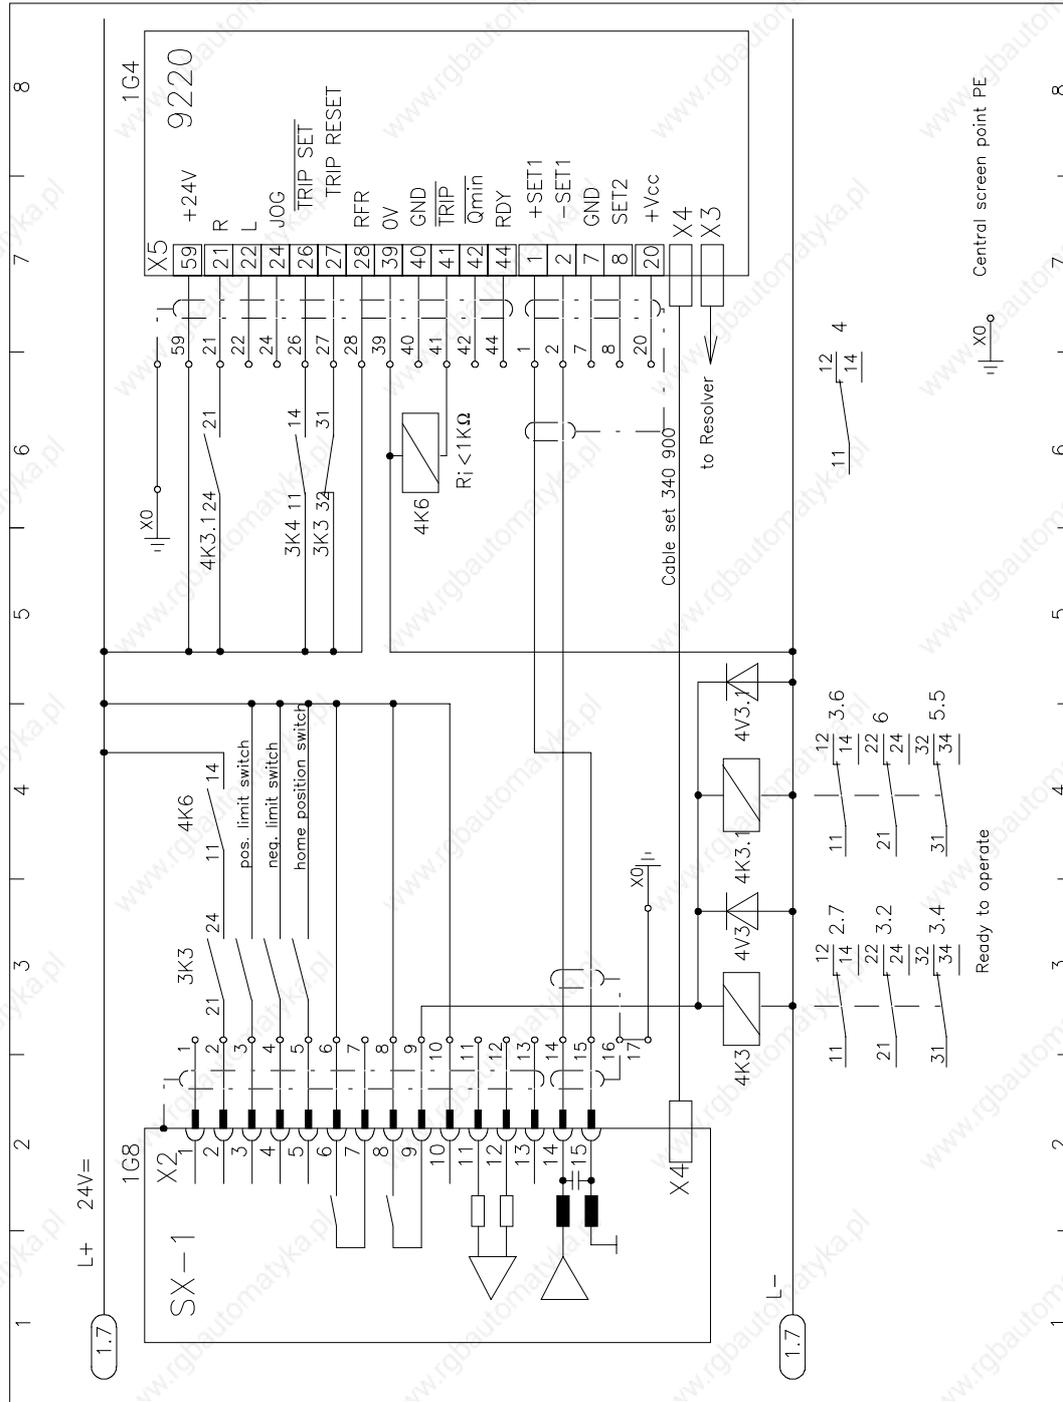 1 2 3 4 5 6 7 8
L+ 24V=
1.7
1G8
SX-1
X2
1 2 3 4 5 6 7 8 9 10 11 12 13 14 15
X4
1 2 3 4 5 6 7 8 9 10 11 12 13 14 15 16 17
3K3
21 24
4K6
11 14
pos. limit switch
neg. limit switch
home position switch
X0
X0
4K3.1 24 21
3K4 11 14
3K3 32 31
4K6
Ri<1KΩ
Cable set 340 900
to Resolver
59
21
22
24
26
27
28
39
40
41
42
44
1
2
7
8
20
1G4
9220
X5
59 +24V
21 R
22 L
24 JOG
26 TRIP SET
27 TRIP RESET
28 RFR
39 0V
40 GND
41 TRIP
42 Qmin
44 RDY
1 +SET1
2 -SET1
7 GND
8 SET2
20 +Vcc
X4
X3
L-
1.7
4K3
4V3
4K3.1
4V3.1
11 12 14 2.7
21 22 24 3.2
31 32 34 3.4
11 12 14 3.6
21 22 24 6
31 32 34 5.5
11 12 14 4
Ready to operate
X0 Central screen point PE
1 2 3 4 5 6 7 8
www.rgbautomatyka.pl